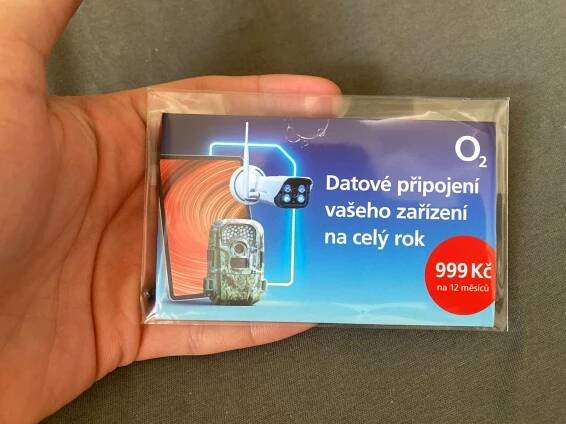 O2
Datové připojení
vašeho zařízení
na celý rok
999 Kč
na 12 měsíců